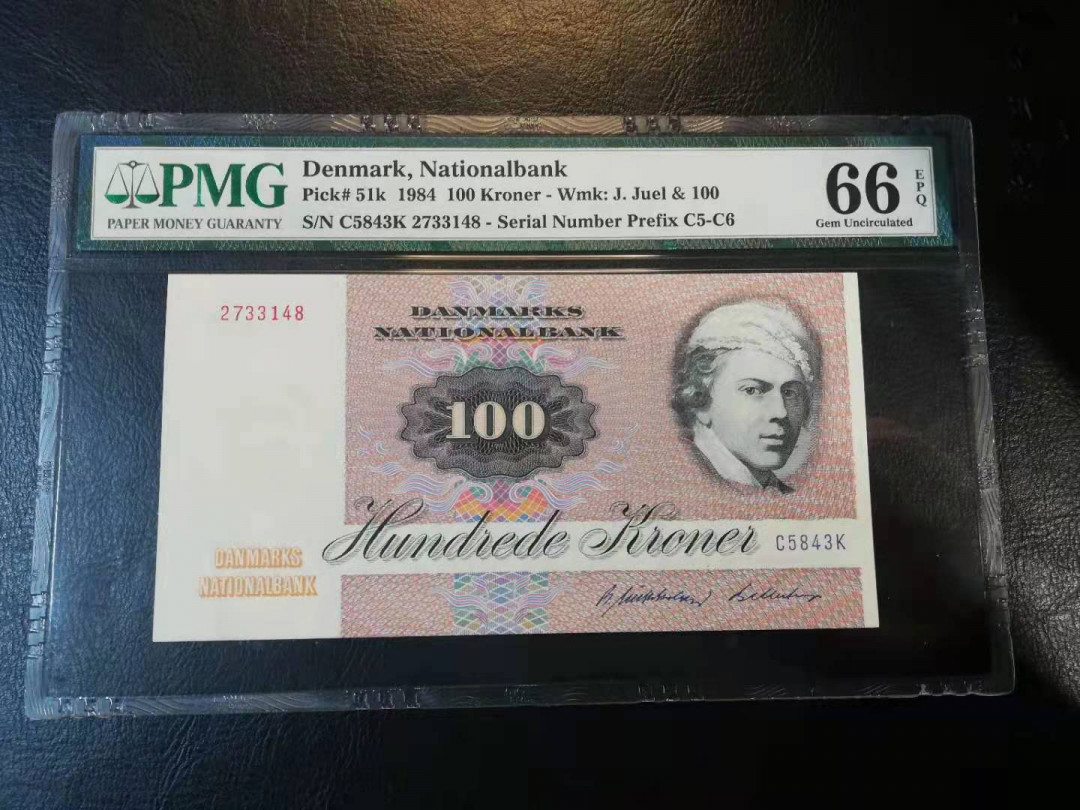 PMG
PAPER MONEY GUARANTY
Denmark, Nationalbank
Pick# 51k 1984 100 Kroner - Wmk: J. Juel & 100
S/N C5843K 2733148 - Serial Number Prefix C5-C6
66
EPQ
Gem Uncirculated
2733148
DANMARKS
NATIONALBANK
100
Hundrede Kroner
C5843K
DANMARKS
NATIONALBANK